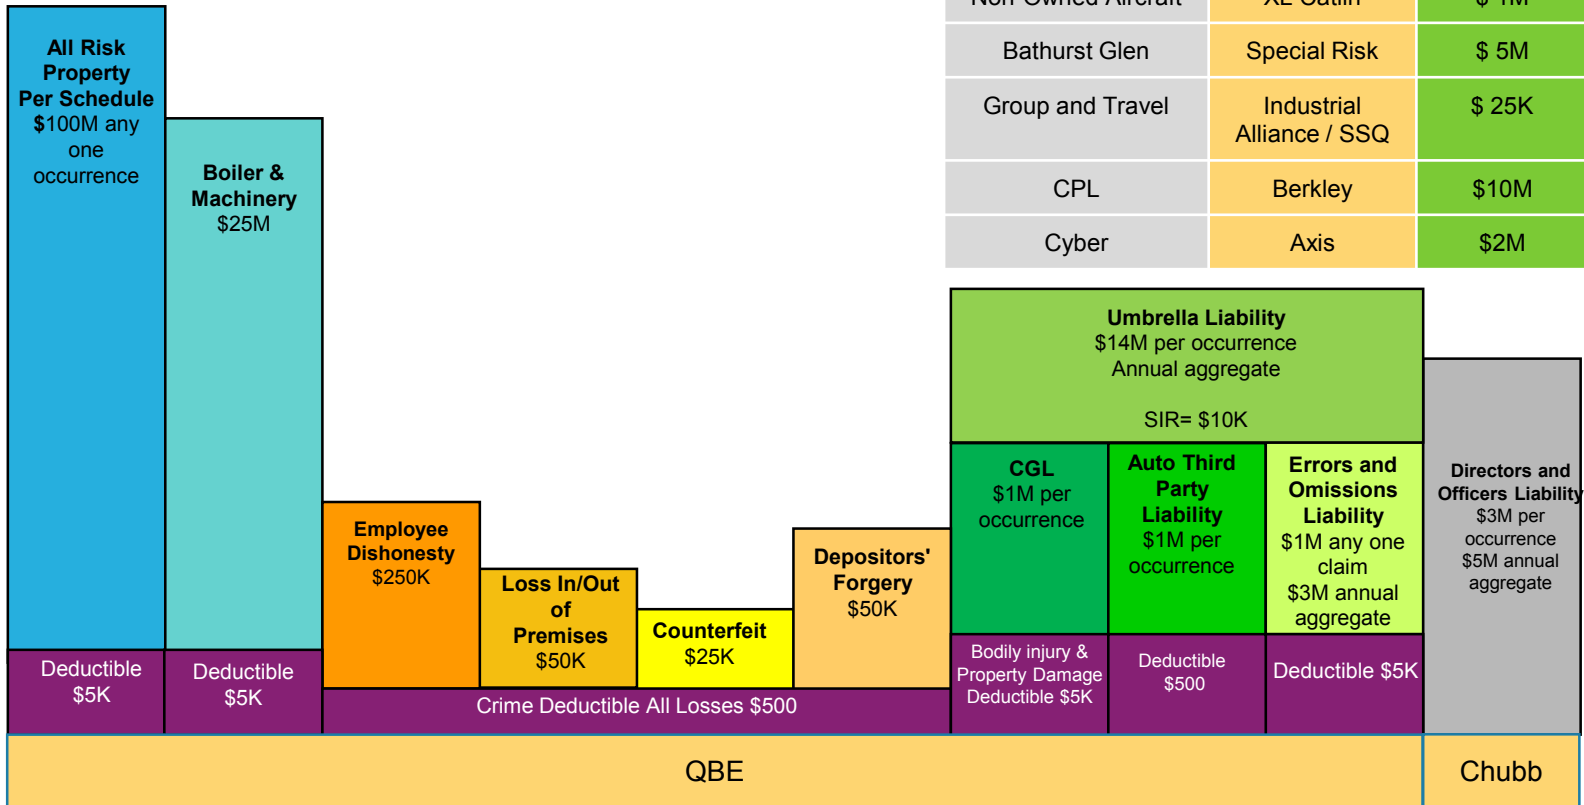 Non-Owned Aircraft XL Catlin
Bathurst Glen Special Risk $ 5M
Group and Travel Industrial $ 25K
Alliance / SSQ
CPL Berkley $10M
Cyber Axis $2M
All Risk
Property
Per Schedule
$100M any
one
occurrence
Boiler &
Machinery
$25M
Employee
Dishonesty
$250K
Loss In/Out
of
Premises
$50K
Counterfeit
$25K
Depositors'
Forgery
$50K
Umbrella Liability
$14M per occurrence
Annual aggregate
SIR= $10K
CGL
$1M per
occurrence
Auto Third
Party
Liability
$1M per
occurrence
Errors and
Omissions
Liability
$1M any one
claim
$3M annual
aggregate
Directors and
Officers Liability
$3M per
occurrence
$5M annual
aggregate
Deductible
$5K
Deductible
$5K
Crime Deductible All Losses $500
Bodily injury &
Property Damage
Deductible $5K
Deductible
$500
Deductible $5K
QBE
Chubb